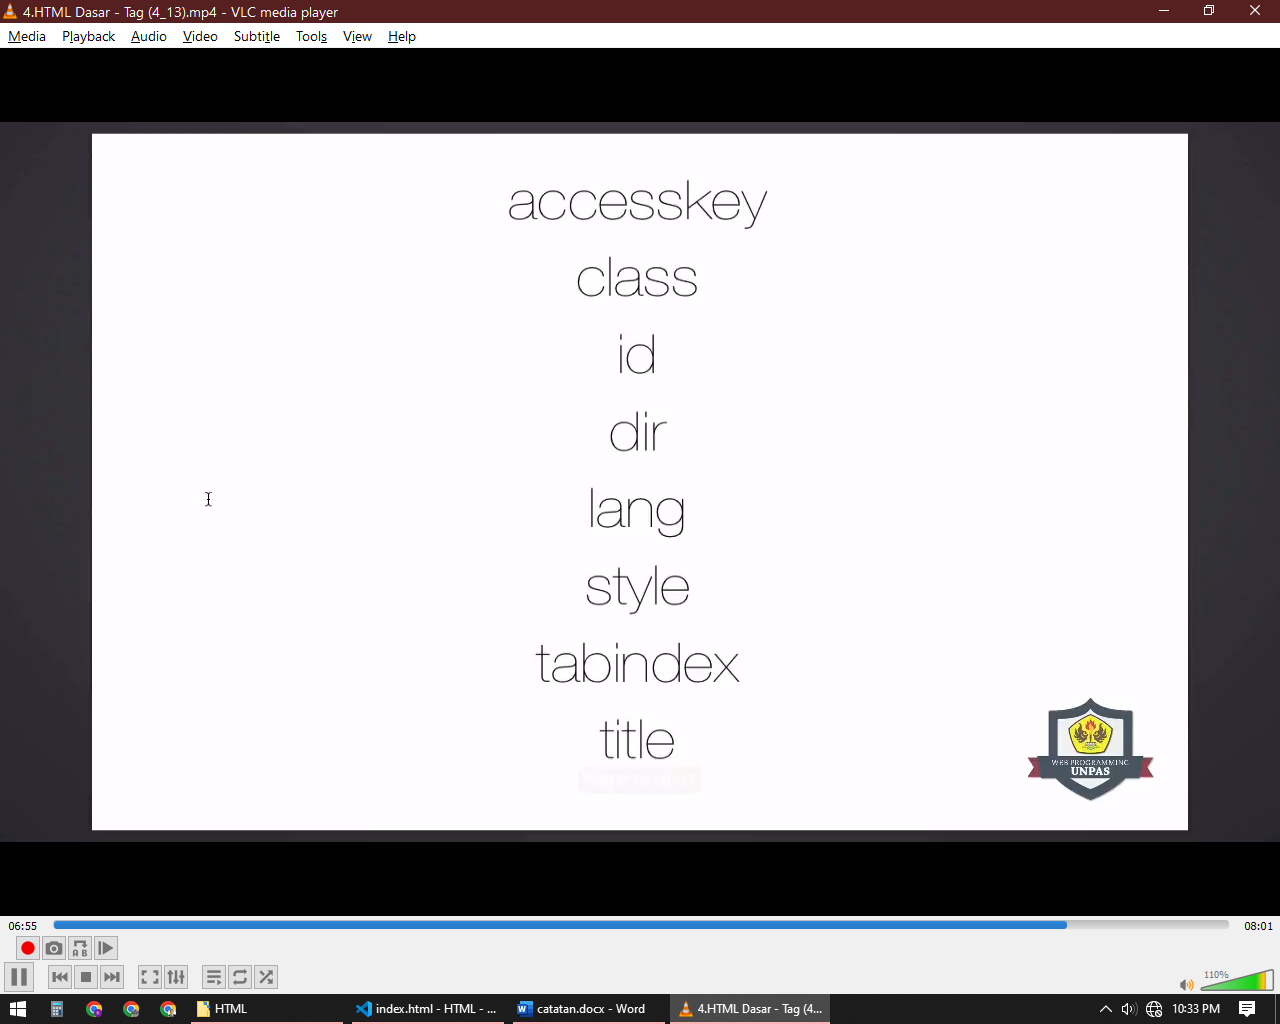 4.HTML Dasar - Tag (4_13).mp4 - VLC media player
Media Playback Audio Video Subtitle Tools View Help
accesskey
class
id
dir
lang
style
tabindex
title
WEB PROGRAMMING
UNPAS
06:55
08:01
A B
110%
HTML
index.html - HTML - ...
catatan.docx - Word
4.HTML Dasar - Tag (4...
10:33 PM